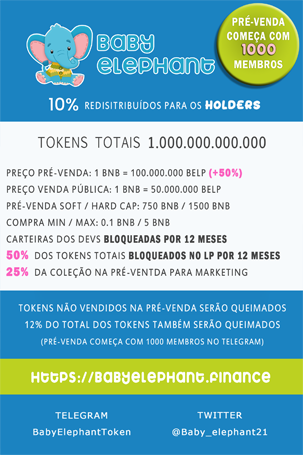 PRÉ-VENDA
COMEÇA COM
1000
MEMBROS
BABY
ELEPHANT
10% REDISITRIBUÍDOS PARA OS HOLDERS
TOKENS TOTAIS 1.000.000.000.000
PREÇO PRÉ-VENDA: 1 BNB = 100.000.000 BELP (+50%)
PREÇO VENDA PÚBLICA: 1 BNB = 50.000.000 BELP
PRÉ-VENDA SOFT / HARD CAP: 750 BNB / 1500 BNB
COMPRA MIN / MAX: 0.1 BNB / 5 BNB
CARTEIRAS DOS DEVS BLOQUEADAS POR 12 MESES
50% DOS TOKENS TOTAIS BLOQUEADOS NO LP POR 12 MESES
25% DA COLEÇÃO NA PRÉ-VENTDA PARA MARKETING
TOKENS NÃO VENDIDOS NA PRÉ-VENDA SERÃO QUEIMADOS
12% DO TOTAL DOS TOKENS TAMBÉM SERÃO QUEIMADOS
(PRÉ-VENDA COMEÇA COM 1000 MEMBROS NO TELEGRAM)
HTTPS://BABYELEPHANT.FINANCE
TELEGRAM
BabyElephantToken
TWITTER
@Baby_elephant21